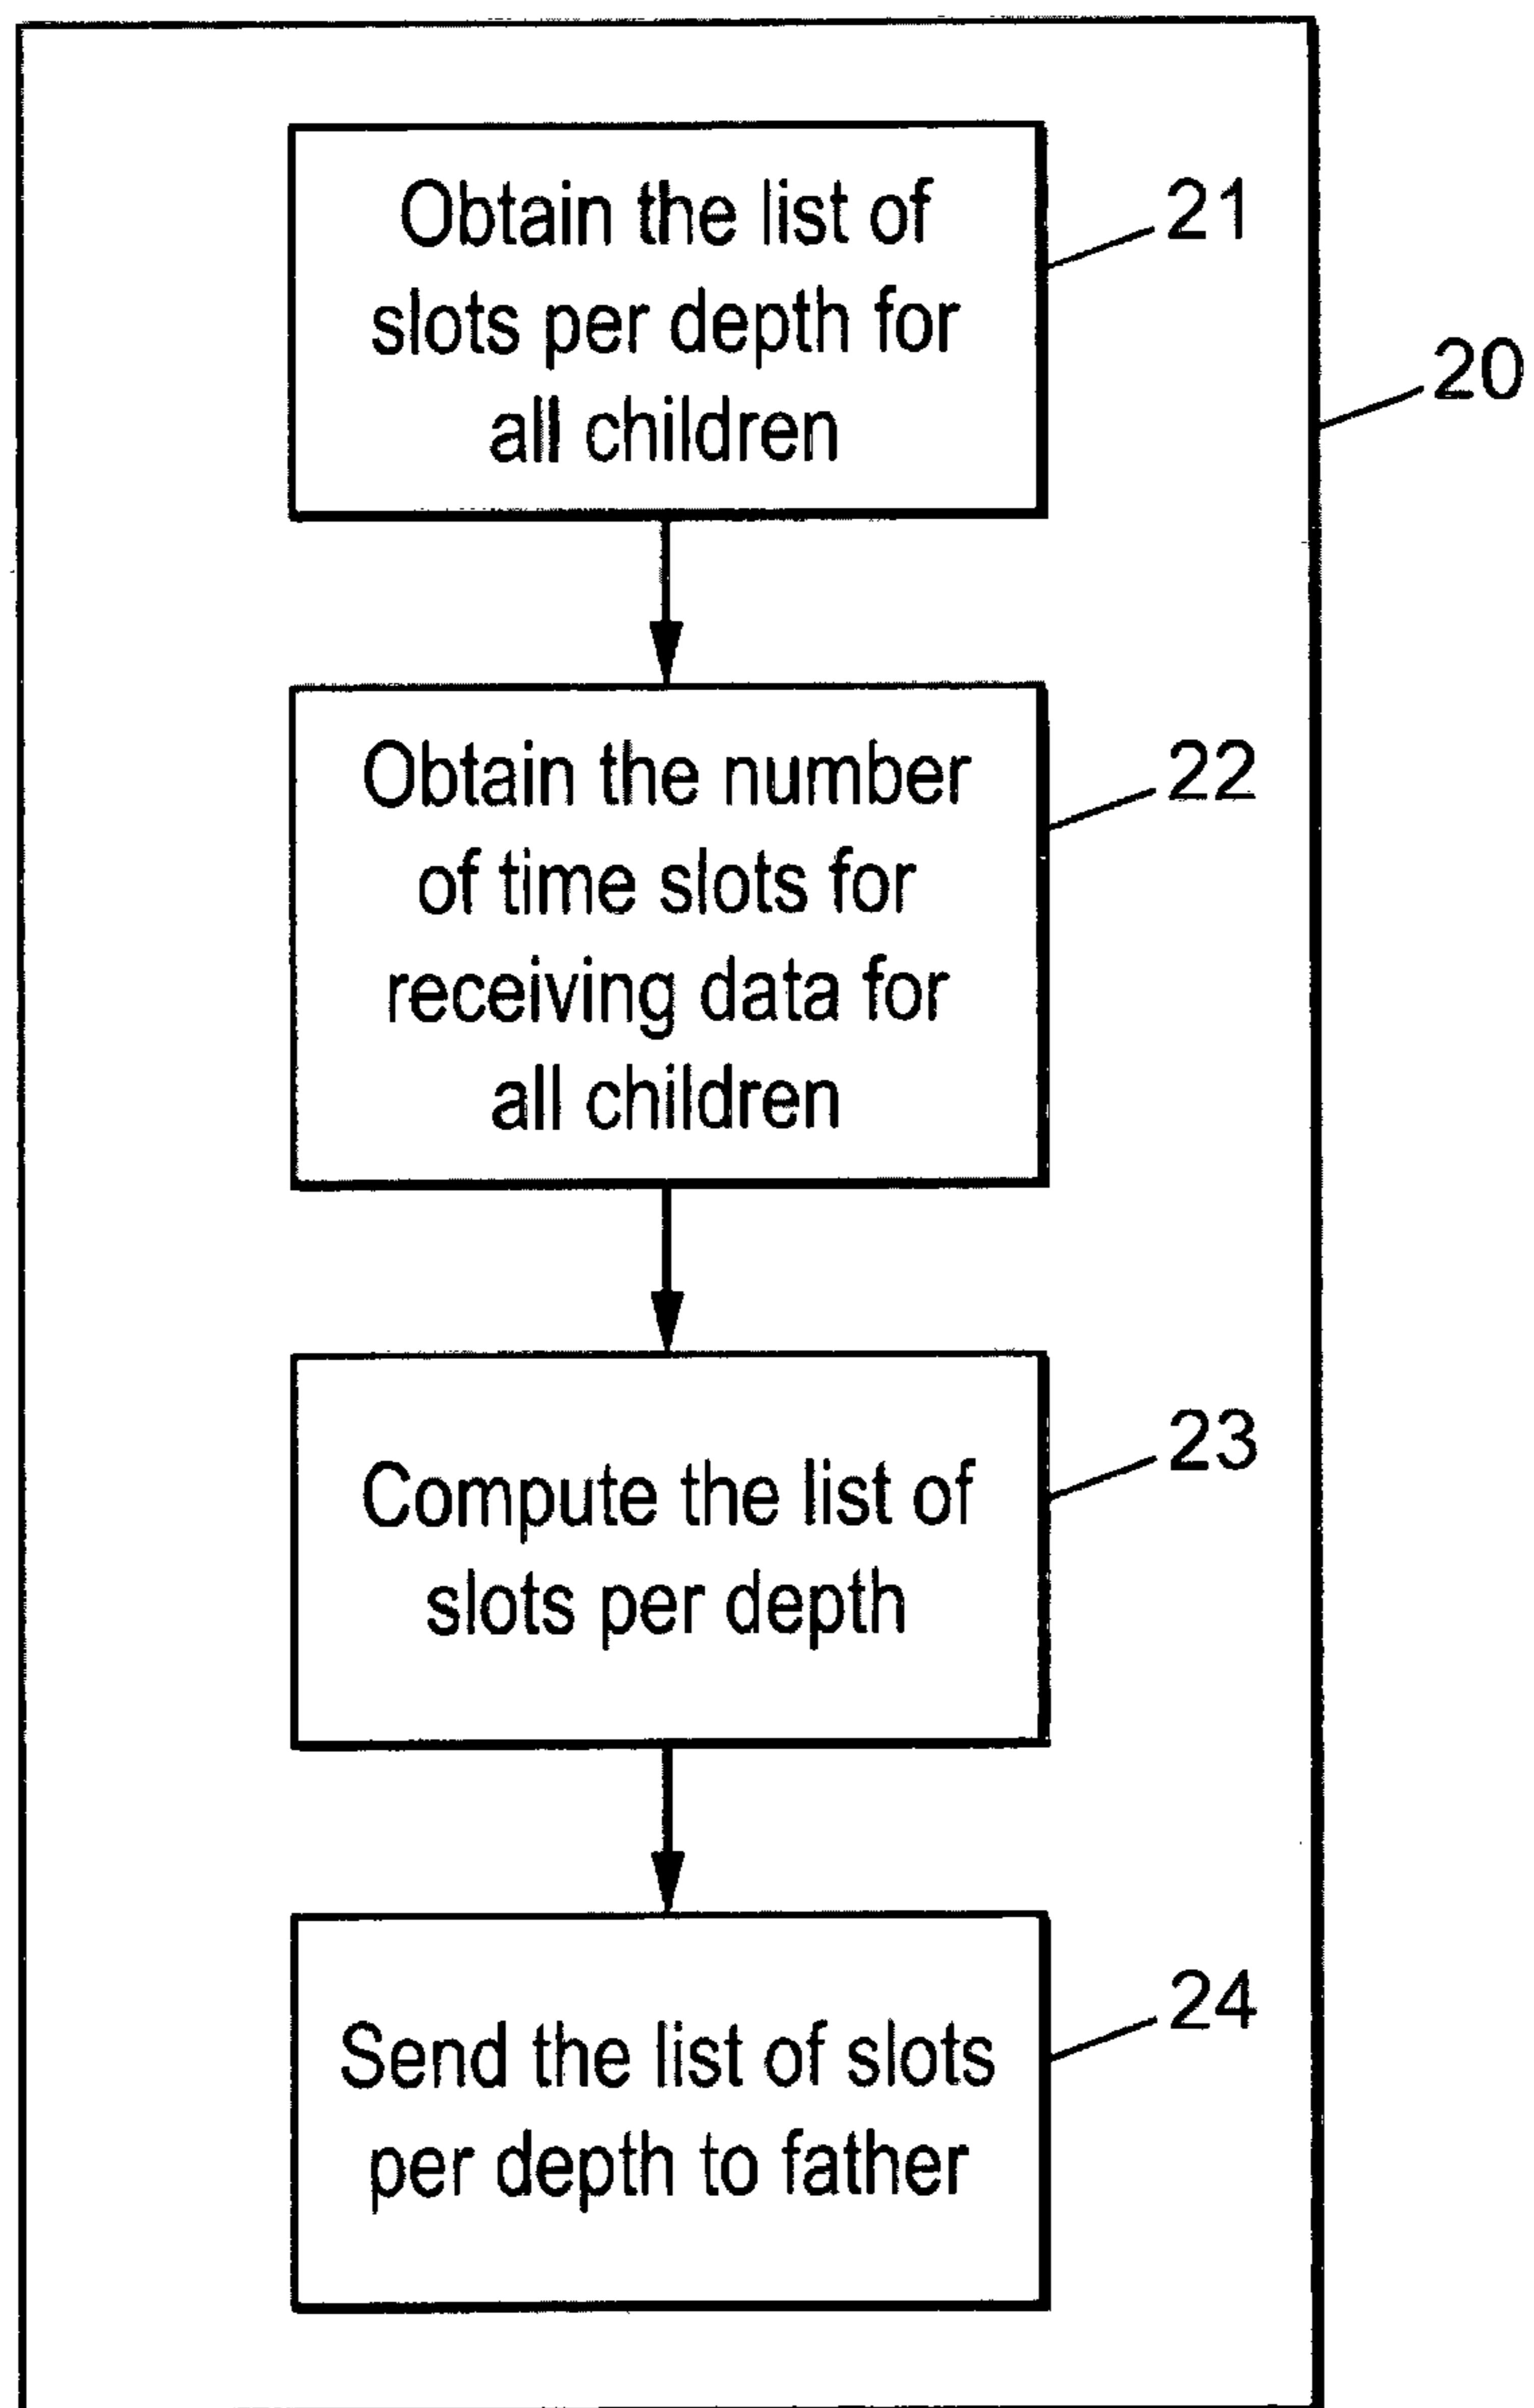 Obtain the list of
slots per depth for
all children
21
20
Obtain the number
of time slots for
receiving data for
all children
22
Compute the list of
slots per depth
23
Send the list of slots
per depth to father
24